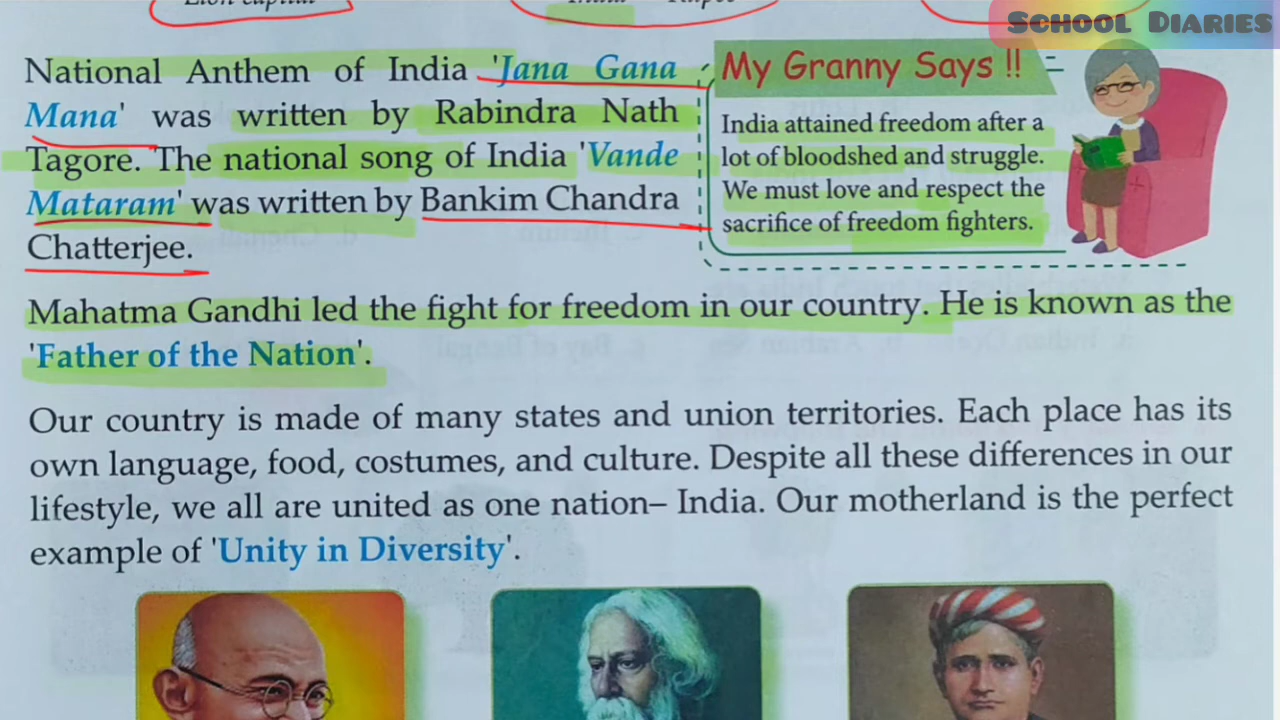 Lion capital
SCHOOL DIARIES
National Anthem of India 'Jana Gana
Mana' was written by Rabindra Nath
Tagore. The national song of India 'Vande
Mataram' was written by Bankim Chandra
Chatterjee.
My Granny Says !!
India attained freedom after a
lot of bloodshed and struggle.
We must love and respect the
sacrifice of freedom fighters.
Mahatma Gandhi led the fight for freedom in our country. He is known as the
'Father of the Nation'.
Our country is made of many states and union territories. Each place has its
own language, food, costumes, and culture. Despite all these differences in our
lifestyle, we all are united as one nation– India. Our motherland is the perfect
example of 'Unity in Diversity'.